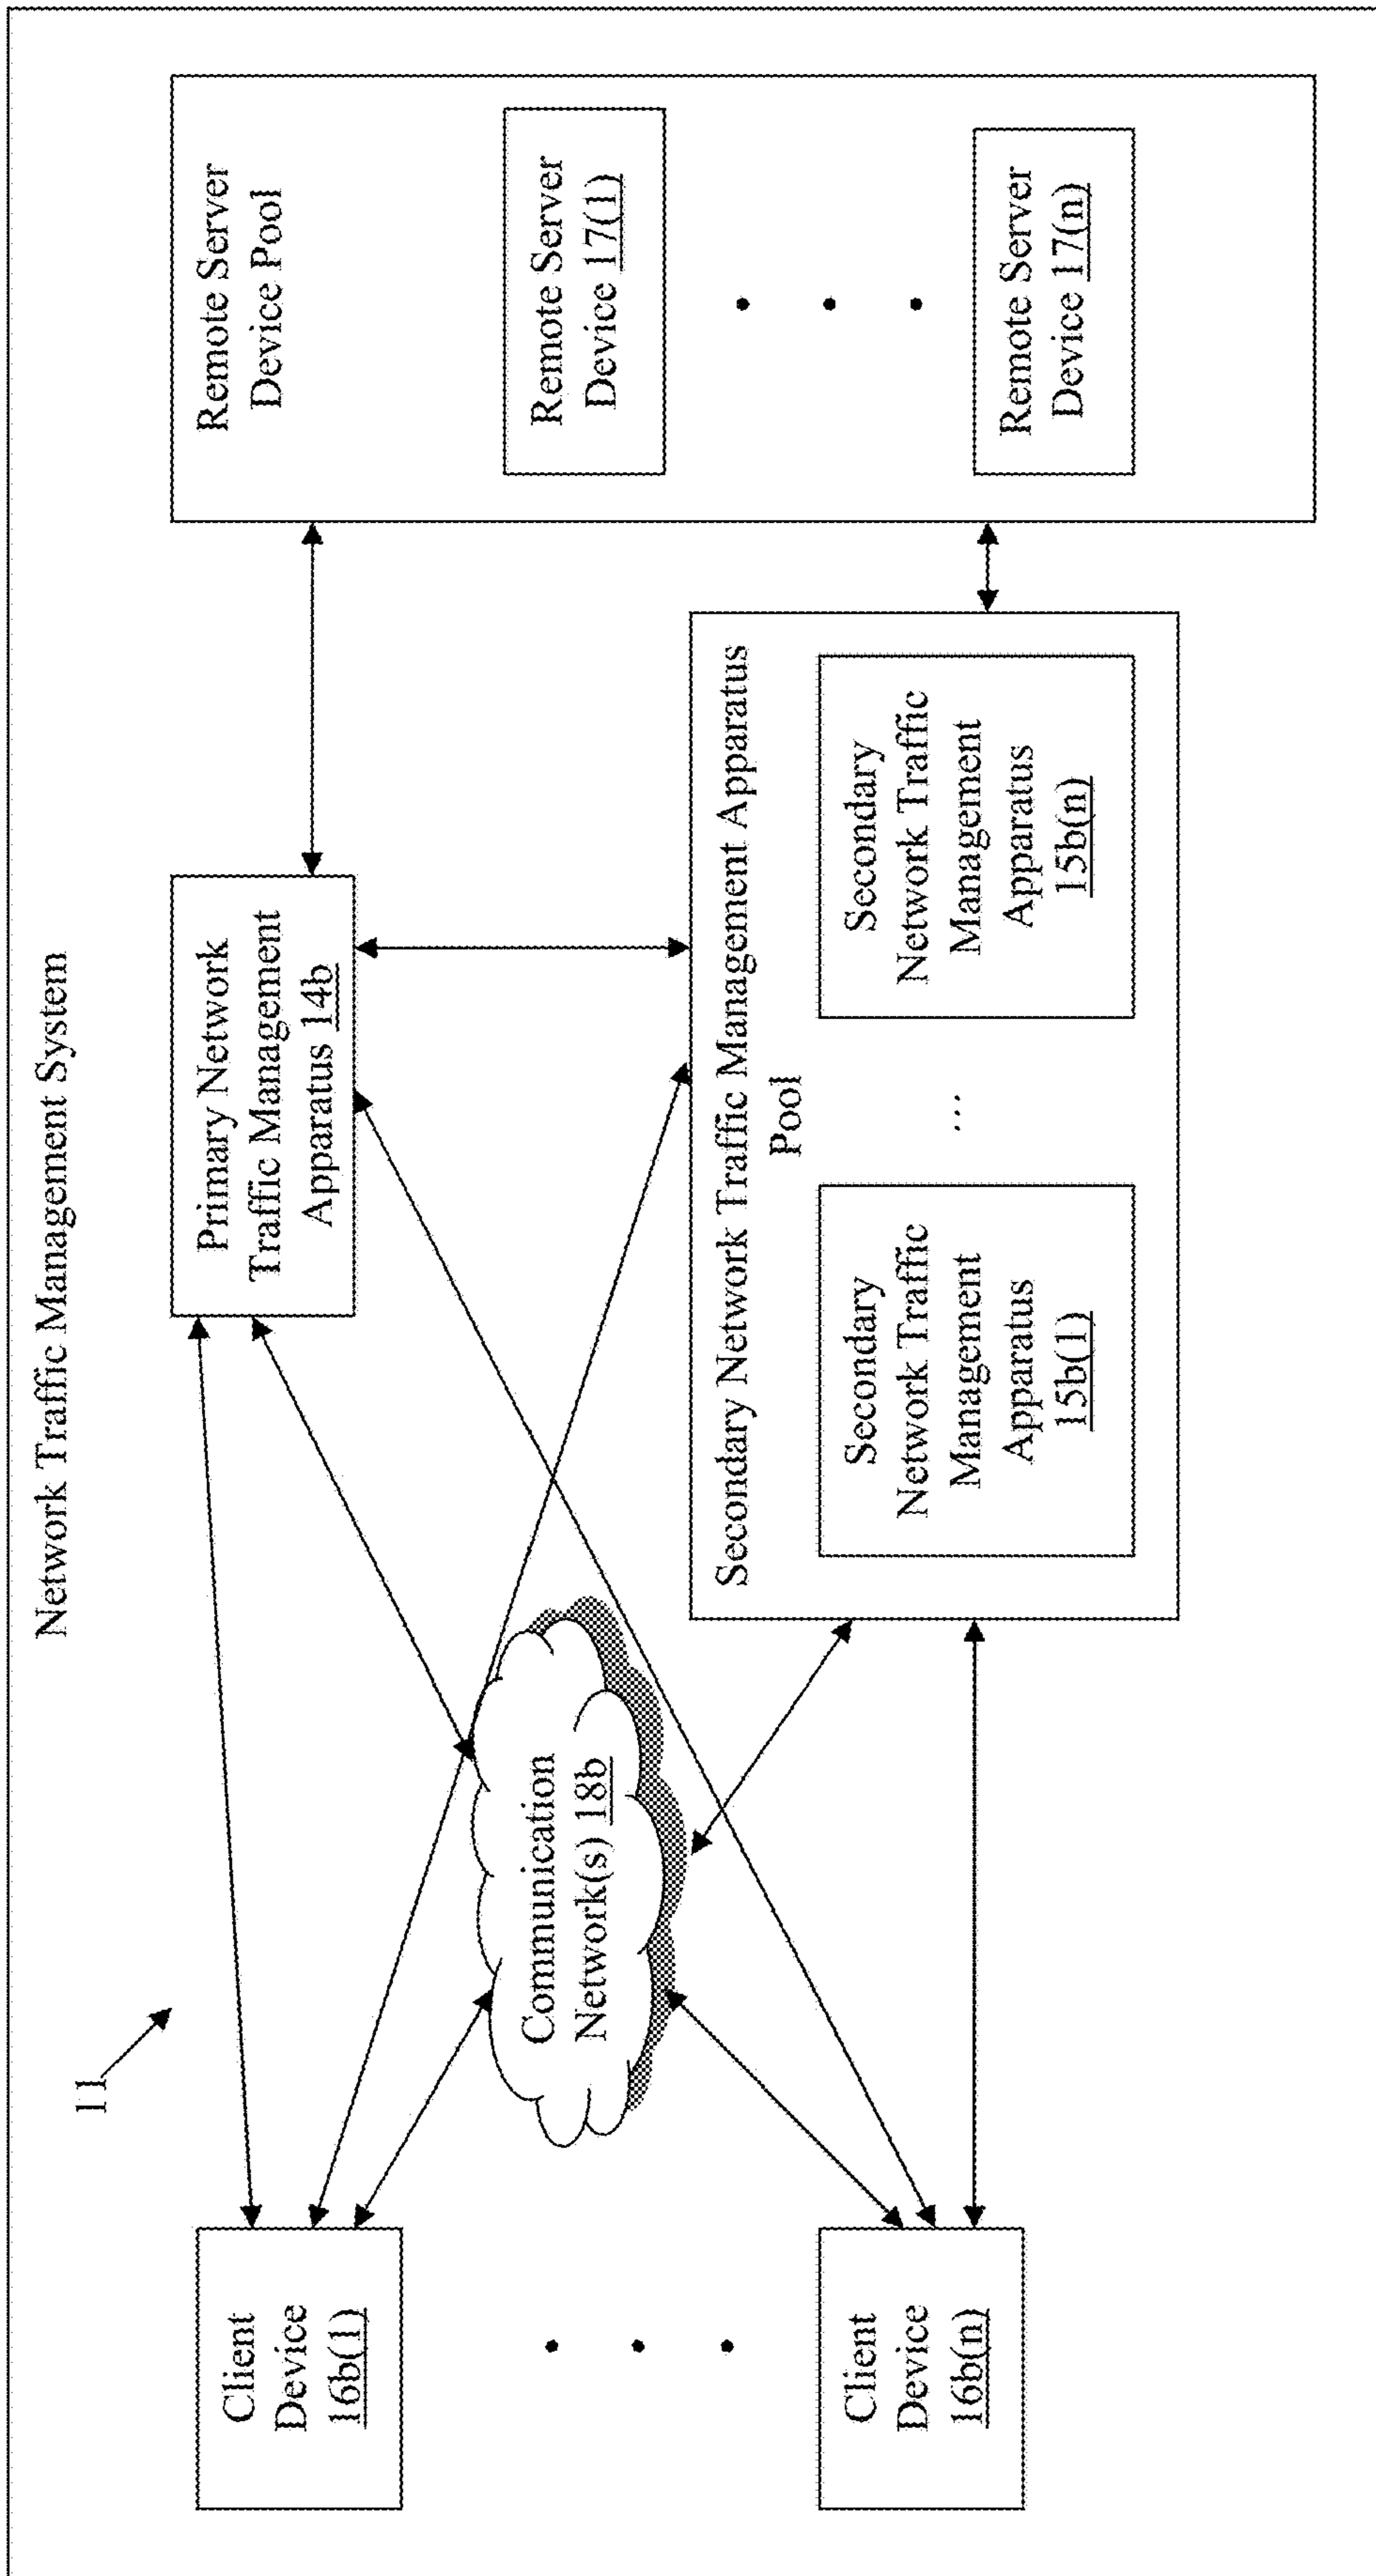 Network Traffic Management System
11
Client
Device
16b(1)
Client
Device
16b(n)
Communication
Network(s) 18b
Primary Network
Traffic Management
Apparatus 14b
Secondary Network Traffic Management Apparatus
Pool
Secondary
Network Traffic
Management
Apparatus
15b(1)
...
Secondary
Network Traffic
Management
Apparatus
15b(n)
Remote Server
Device Pool
Remote Server
Device 17(1)
Remote Server
Device 17(n)